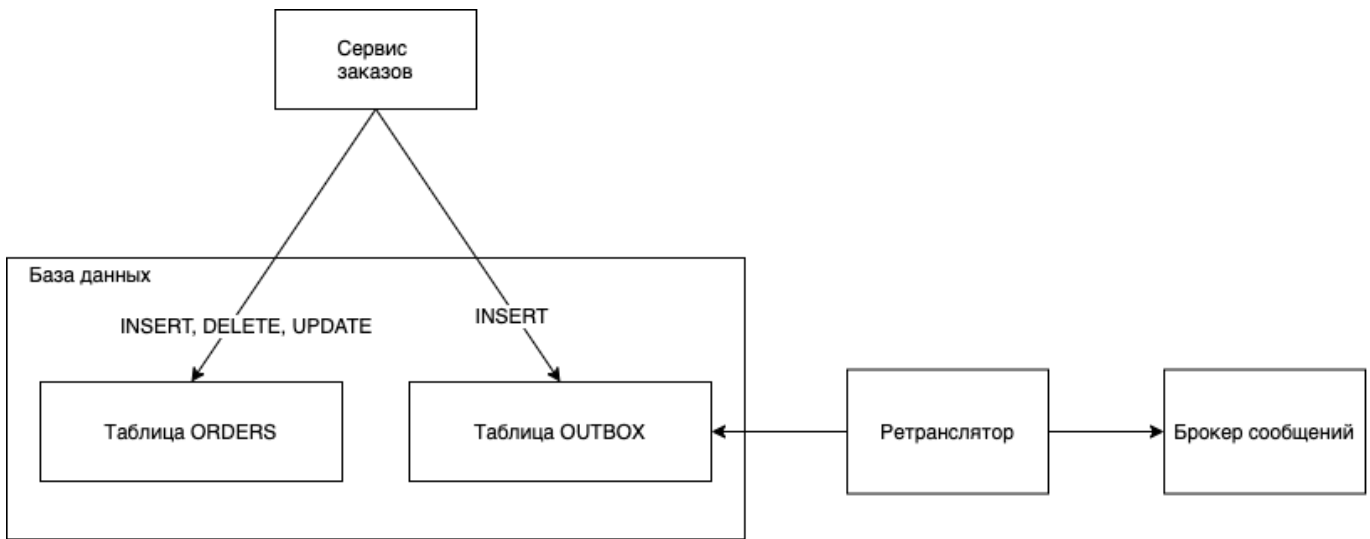 Сервис
заказов
База данных
INSERT, DELETE, UPDATE
INSERT
Таблица ORDERS
Таблица OUTBOX
Ретранслятор
Брокер сообщений